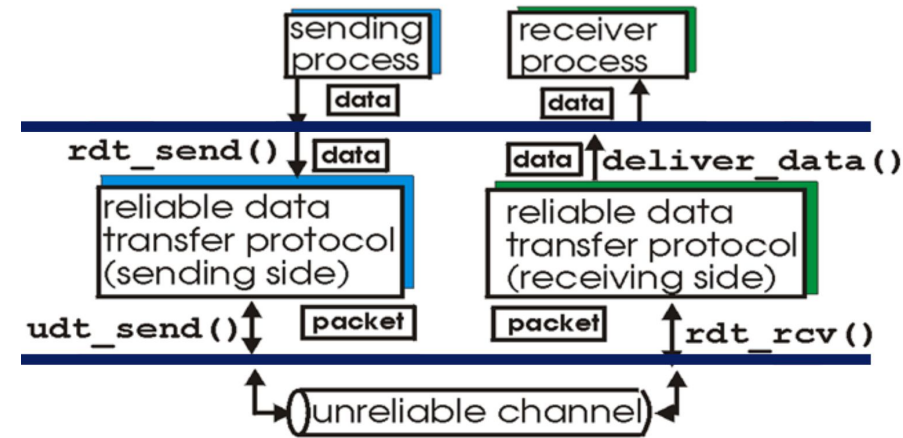 sending
process
receiver
process
data
data
rdt_send()
data
data
deliver_data()
reliable data
transfer protocol
(sending side)
reliable data
transfer protocol
(receiving side)
udt_send()
packet
packet
rdt_rcv()
unreliable channel